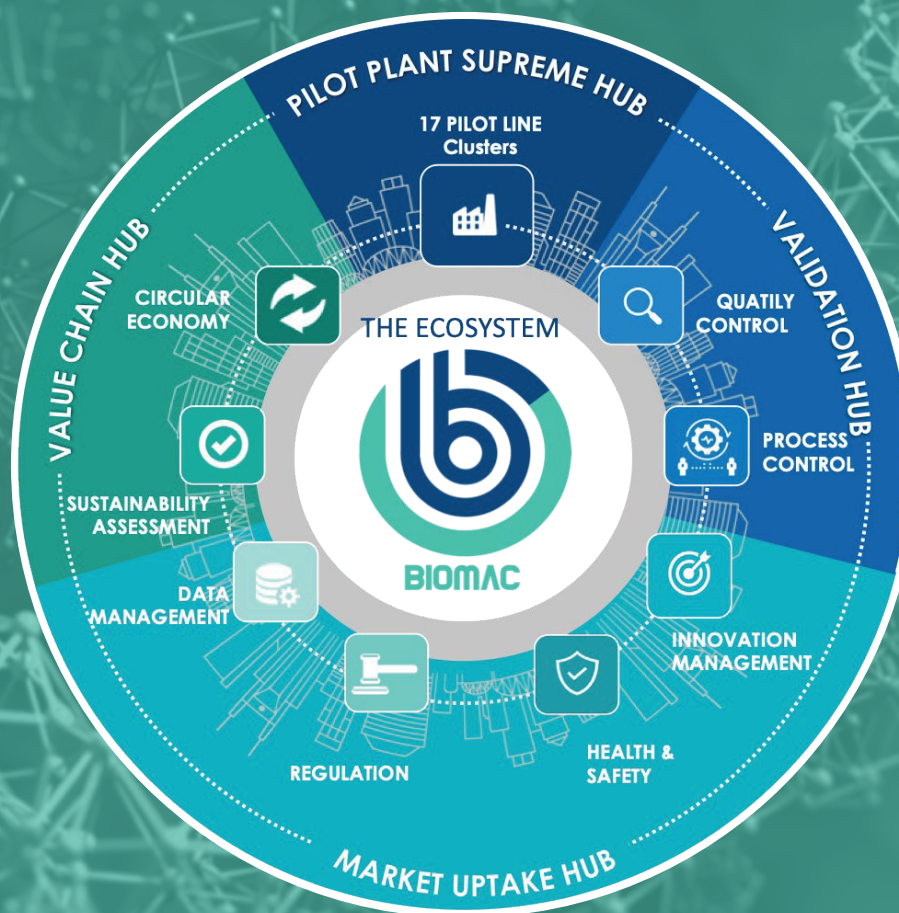 PILOT PLANT SUPREME HUB
17 PILOT LINE
Clusters
VALUE CHAIN HUB
VALIDATION HUB
CIRCULAR
ECONOMY
QUATILY
CONTROL
THE ECOSYSTEM
BIOMAC
PROCESS
CONTROL
SUSTAINABILITY
ASSESSMENT
DATA
MANAGEMENT
INNOVATION
MANAGEMENT
REGULATION
HEALTH &
SAFETY
MARKET UPTAKE HUB